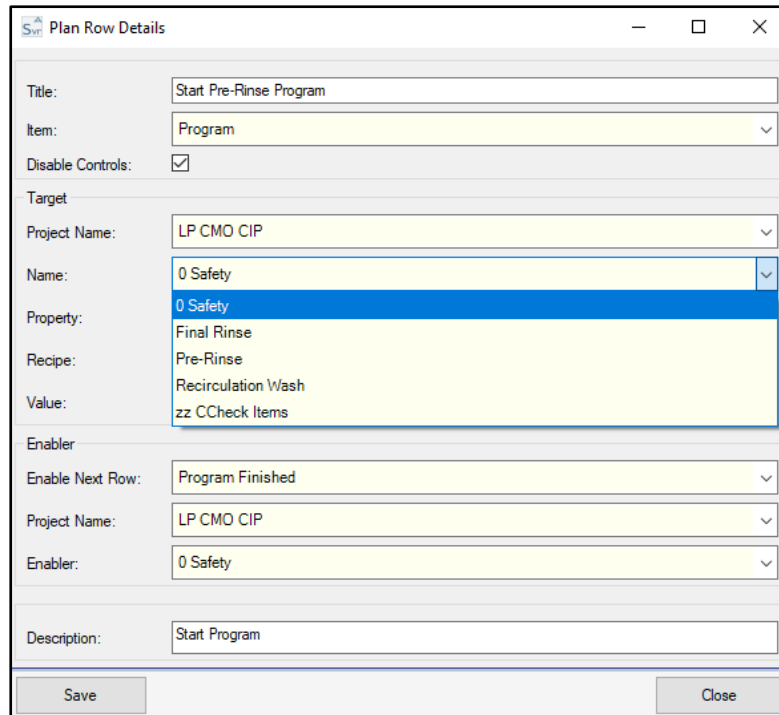 Svr Plan Row Details
Title: Start Pre-Rinse Program
Item: Program
Disable Controls:
Target
Project Name: LP CMO CIP
Name: 0 Safety
0 Safety
Property:
Final Rinse
Recipe:
Pre-Rinse
Recirculation Wash
Value:
zz CCheck Items
Enabler
Enable Next Row: Program Finished
Project Name: LP CMO CIP
Enabler: 0 Safety
Description: Start Program
Save Close